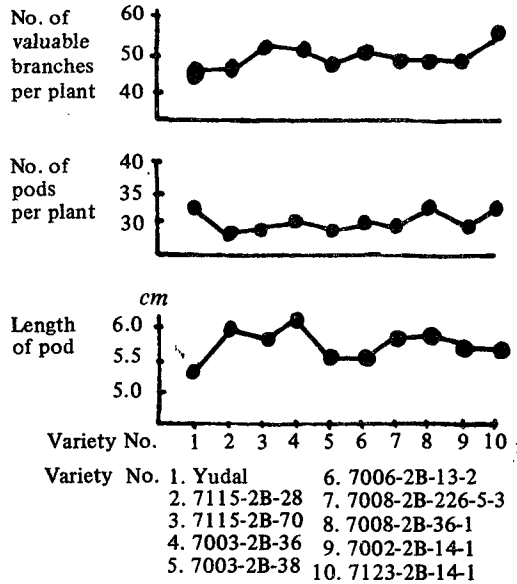 No. of
valuable
branches
per plant
60
50
40
No. of
pods
per plant
40
35
30
cm
Length
of pod
6.0
5.5
5.0
Variety No. 1 2 3 4 5 6 7 8 9 10
Variety No. 1. Yudal
2. 7115-2B-28
3. 7115-2B-70
4. 7003-2B-36
5. 7003-2B-38
6. 7006-2B-13-2
7. 7008-2B-226-5-3
8. 7008-2B-36-1
9. 7002-2B-14-1
10. 7123-2B-14-1